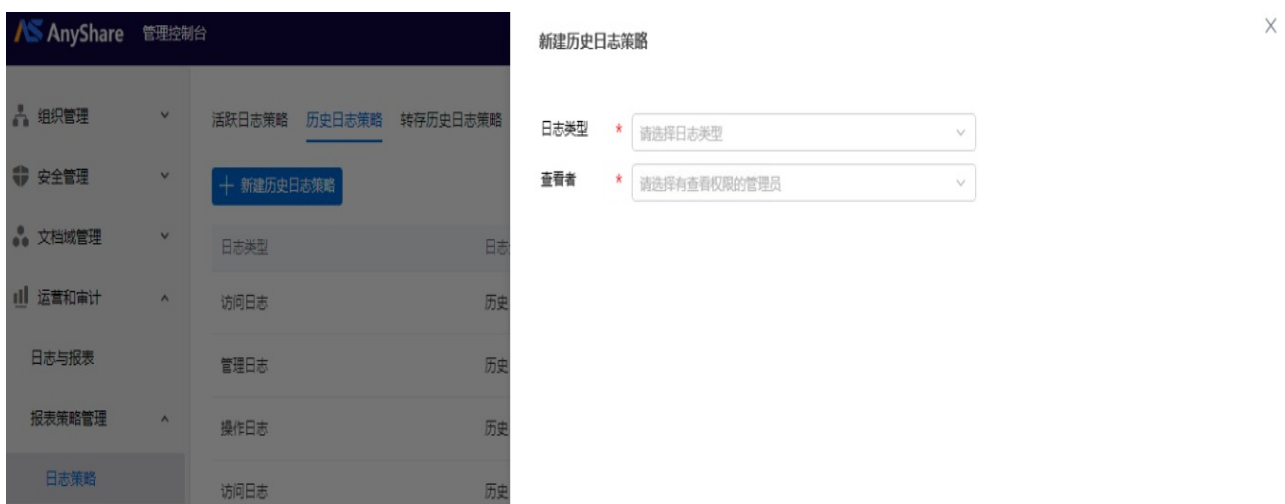 AnyShare 管理控制台
组织管理
安全管理
文档域管理
运营和审计
日志与报表
报表策略管理
日志策略
活跃日志策略 历史日志策略 转存历史日志策略
新建历史日志策略
日志类型 日志
访问日志 历史
管理日志 历史
操作日志 历史
访问日志 历史
新建历史日志策略
日志类型 * 请选择日志类型
查看者 * 请选择有查看权限的管理员